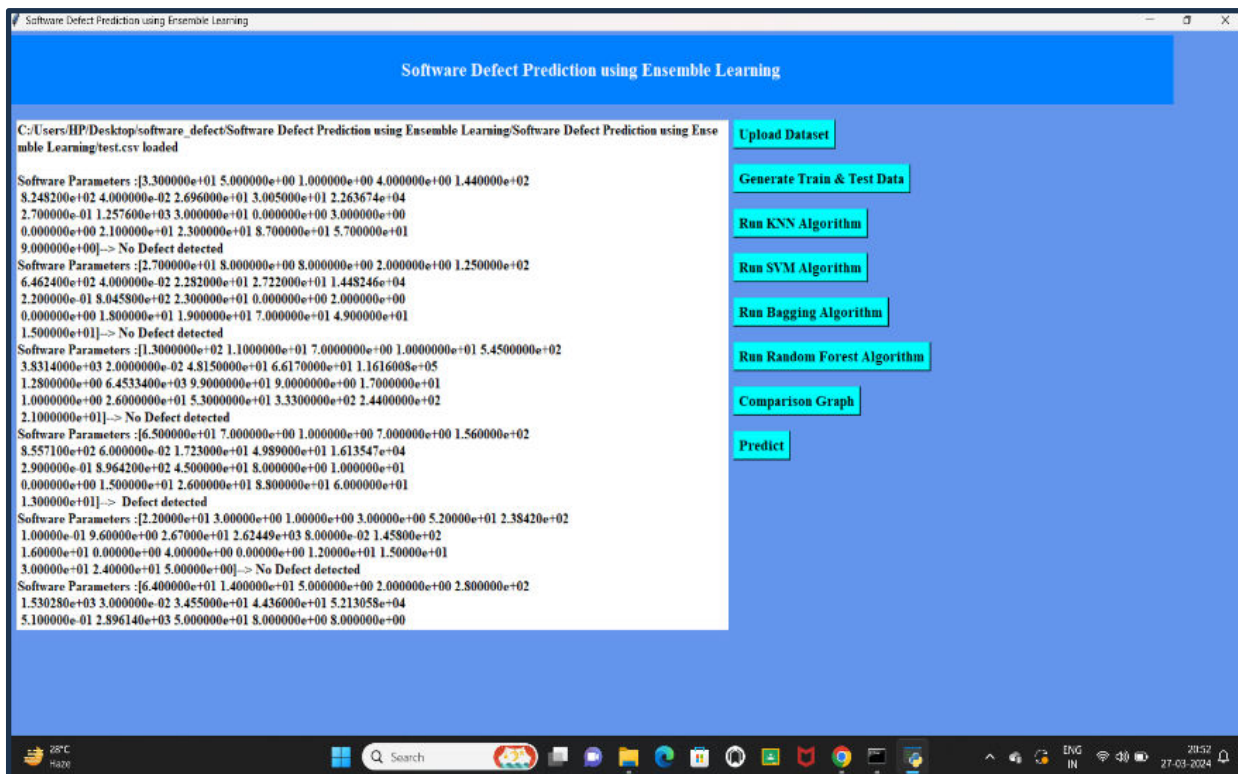 Software Defect Prediction using Ensemble Learning
Software Defect Prediction using Ensemble Learning
C:/Users/HP/Desktop/software_defect/Software Defect Prediction using Ensemble Learning/Software Defect Prediction using Ense
mble Learning/test.csv loaded
Software Parameters :[3.300000e+01 5.000000e+00 1.000000e+00 4.000000e+00 1.440000e+02
8.248200e+02 4.000000e-02 2.696000e+01 3.005000e+01 2.263674e+04
2.700000e-01 1.257600e+03 3.000000e+01 0.000000e+00 3.000000e+00
0.000000e+00 2.100000e+01 2.300000e+01 8.700000e+01 5.700000e+01
9.000000e+00]--> No Defect detected
Software Parameters :[2.700000e+01 8.000000e+00 8.000000e+00 2.000000e+00 1.250000e+02
6.462400e+02 4.000000e-02 2.282000e+01 2.722000e+01 1.448246e+04
2.200000e-01 8.045800e+02 2.300000e+01 0.000000e+00 2.000000e+00
0.000000e+00 1.800000e+01 1.900000e+01 7.000000e+01 4.900000e+01
1.500000e+01]--> No Defect detected
Software Parameters :[1.3000000e+02 1.1000000e+01 7.0000000e+00 1.0000000e+01 5.4500000e+02
3.8314000e+03 2.0000000e-02 4.8150000e+01 6.6170000e+01 1.1616008e+05
1.2800000e+00 6.4533400e+03 9.9000000e+01 9.0000000e+00 1.7000000e+01
1.0000000e+00 2.6000000e+01 5.3000000e+01 3.3300000e+02 2.4400000e+02
2.1000000e+01]--> No Defect detected
Software Parameters :[6.500000e+01 7.000000e+00 1.000000e+00 7.000000e+00 1.560000e+02
8.557100e+02 6.000000e-02 1.723000e+01 4.989000e+01 1.613547e+04
2.900000e-01 8.964200e+02 4.500000e+01 8.000000e+00 1.000000e+01
0.000000e+00 1.500000e+01 2.600000e+01 8.800000e+01 6.000000e+01
1.300000e+01]--> Defect detected
Software Parameters :[2.20000e+01 3.00000e+00 1.00000e+00 3.00000e+00 5.20000e+01 2.38420e+02
1.00000e-01 9.60000e+00 2.67000e+01 2.62449e+03 8.00000e-02 1.45800e+02
1.60000e+01 0.00000e+00 4.00000e+00 0.00000e+00 1.20000e+01 1.50000e+01
3.00000e+01 2.40000e+01 5.00000e+00]--> No Defect detected
Software Parameters :[6.400000e+01 1.400000e+01 5.000000e+00 2.000000e+00 2.800000e+02
1.530280e+03 3.000000e-02 3.455000e+01 4.436000e+01 5.213058e+04
5.100000e-01 2.896140e+03 5.000000e+01 8.000000e+00 8.000000e+00
Upload Dataset
Generate Train & Test Data
Run KNN Algorithm
Run SVM Algorithm
Run Bagging Algorithm
Run Random Forest Algorithm
Comparison Graph
Predict
28°C
Haze
Search
ENG
IN
20:52
27-03-2024